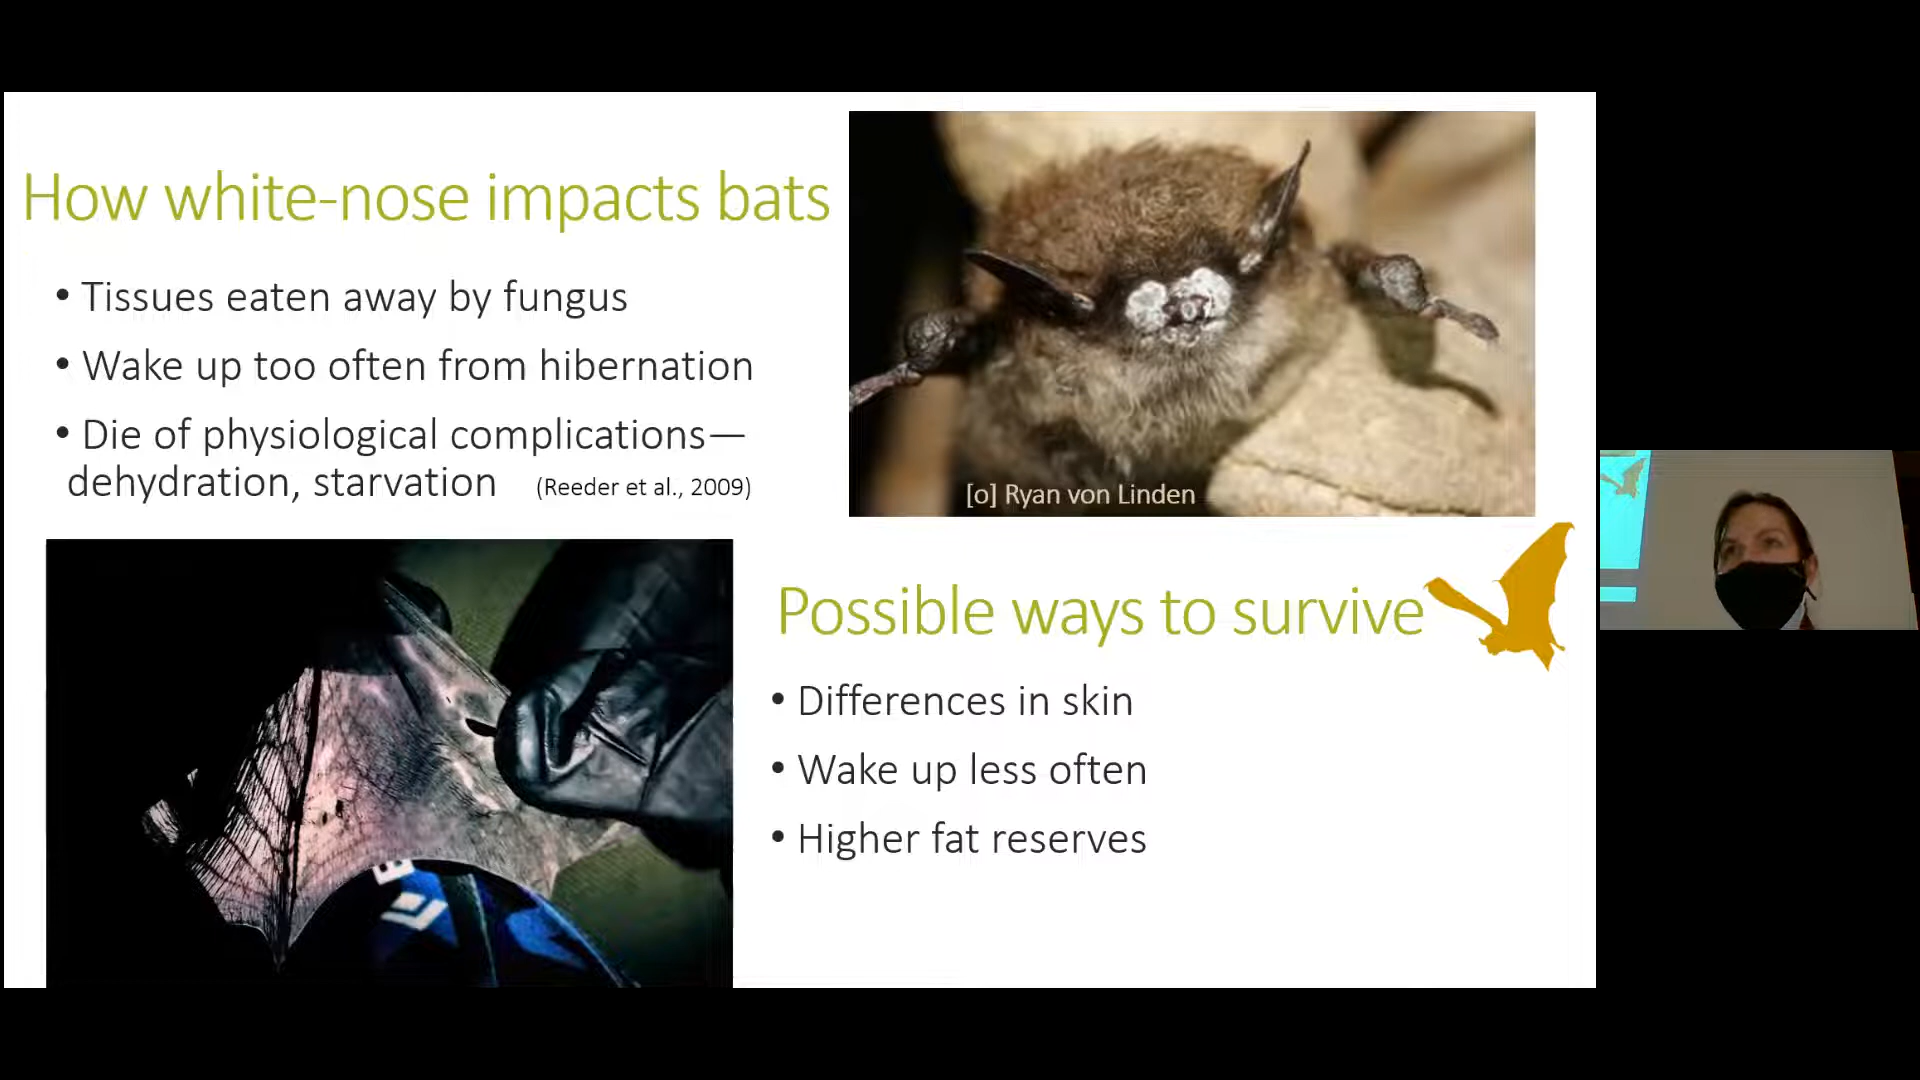 How white-nose impacts bats
• Tissues eaten away by fungus
• Wake up too often from hibernation
• Die of physiological complications—
dehydration, starvation (Reeder et al., 2009)
[o] Ryan von Linden
Possible ways to survive
• Differences in skin
• Wake up less often
• Higher fat reserves